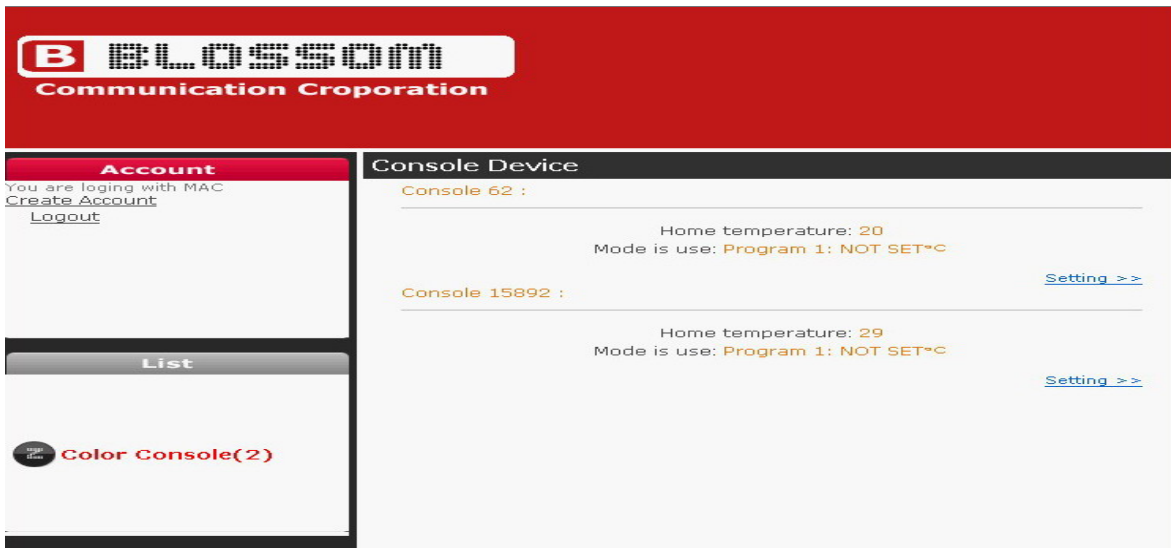 B BLOSSOM
Communication Croporation
Account
You are loging with MAC
Create Account
Logout
List
Color Console(2)
Console Device
Console 62 :
Home temperature: 20
Mode is use: Program 1: NOT SET°C
Setting >>
Console 15892 :
Home temperature: 29
Mode is use: Program 1: NOT SET°C
Setting >>